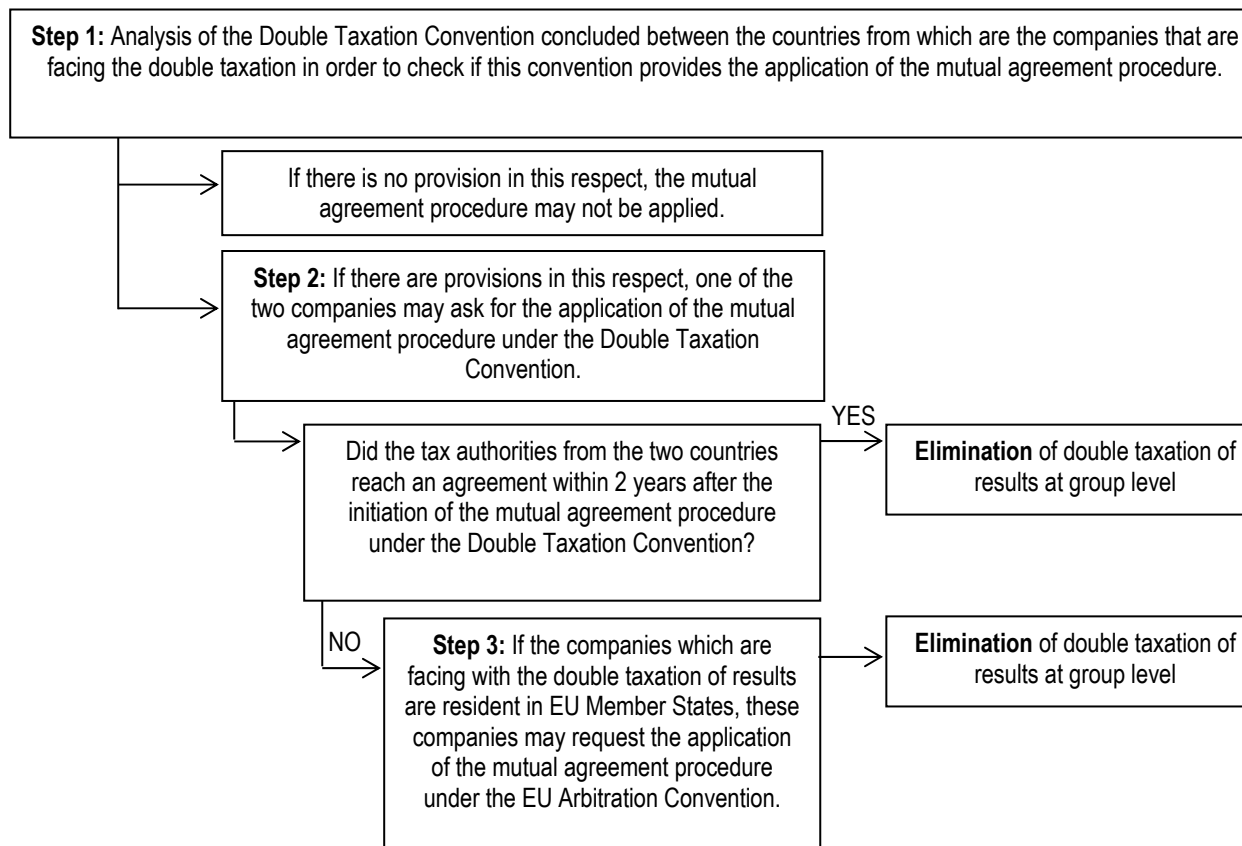 Step 1: Analysis of the Double Taxation Convention concluded between the countries from which are the companies that are
facing the double taxation in order to check if this convention provides the application of the mutual agreement procedure.
If there is no provision in this respect, the mutual
agreement procedure may not be applied.
Step 2: If there are provisions in this respect, one of the
two companies may ask for the application of the mutual
agreement procedure under the Double Taxation
Convention.
YES
Did the tax authorities from the two countries
reach an agreement within 2 years after the
initiation of the mutual agreement procedure
under the Double Taxation Convention?
Elimination of double taxation of
results at group level
NO
Step 3: If the companies which are
facing with the double taxation of results
are resident in EU Member States, these
companies may request the application
of the mutual agreement procedure
under the EU Arbitration Convention.
Elimination of double taxation of
results at group level